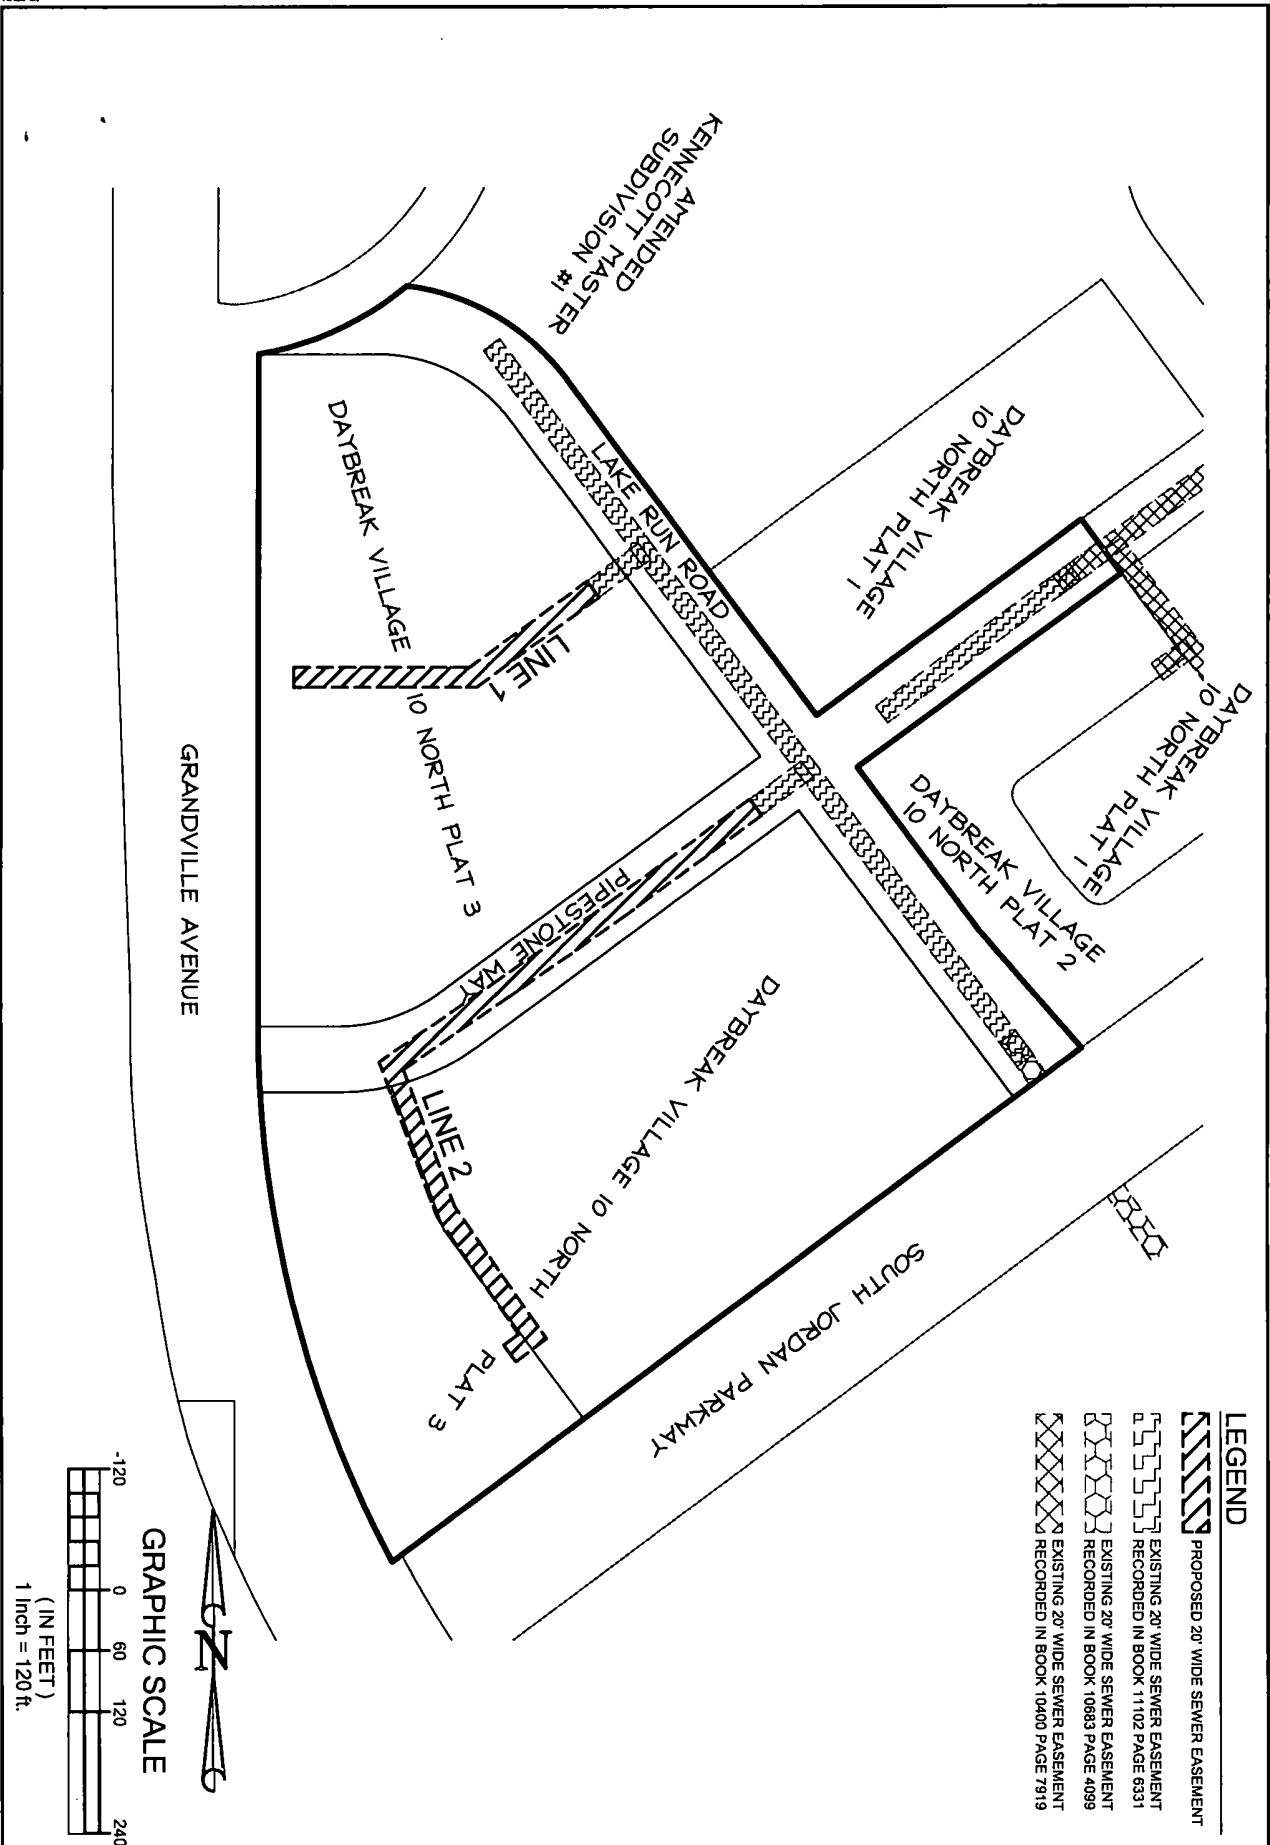 LEGEND
PROPOSED 20' WIDE SEWER EASEMENT
EXISTING 20' WIDE SEWER EASEMENT
RECORDED IN BOOK 11102 PAGE 6331
EXISTING 20' WIDE SEWER EASEMENT
RECORDED IN BOOK 10683 PAGE 4099
EXISTING 20' WIDE SEWER EASEMENT
RECORDED IN BOOK 10400 PAGE 7919
AMENDED
KENNECOTT MASTER
SUBDIVISION #1
DAYBREAK VILLAGE
10 NORTH PLAT 1
DAYBREAK VILLAGE
10 NORTH PLAT 1
DAYBREAK VILLAGE
10 NORTH PLAT 2
LAKE RUN ROAD
LINE 1
DAYBREAK VILLAGE 10 NORTH PLAT 3
PIPESTONE WAY
DAYBREAK VILLAGE 10 NORTH
PLAT 3
LINE 2
SOUTH JORDAN PARKWAY
GRANDVILLE AVENUE
N
GRAPHIC SCALE
-120 0 60 120 240
( IN FEET )
1 inch = 120 ft.